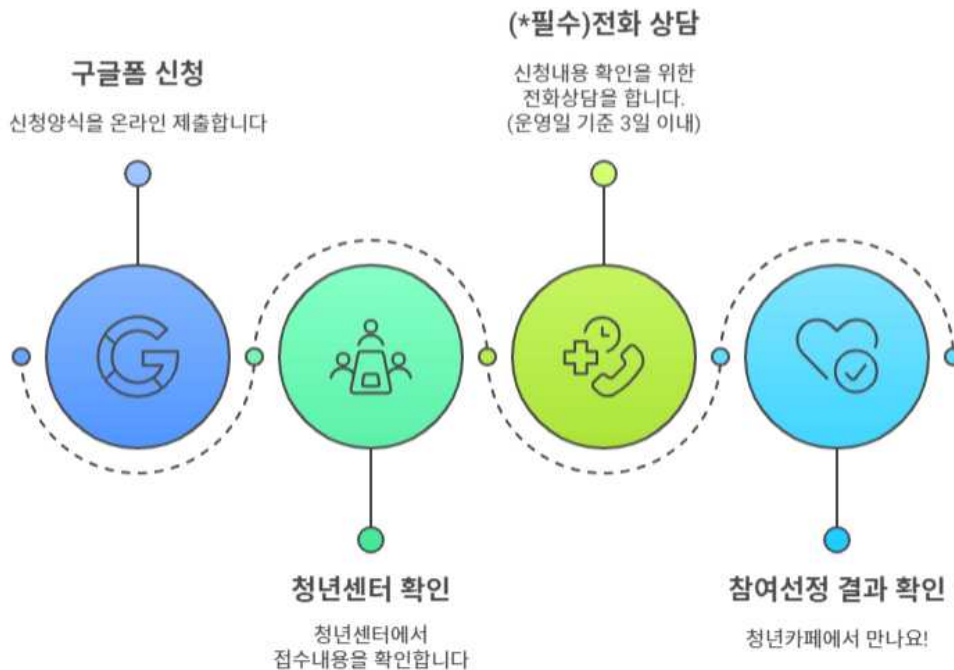 구글폼 신청
신청양식을 온라인 제출합니다
청년센터 확인
청년센터에서
접수내용을 확인합니다
(*필수)전화 상담
신청내용 확인을 위한
전화상담을 합니다.
(운영일 기준 3일 이내)
참여선정 결과 확인
청년카페에서 만나요!